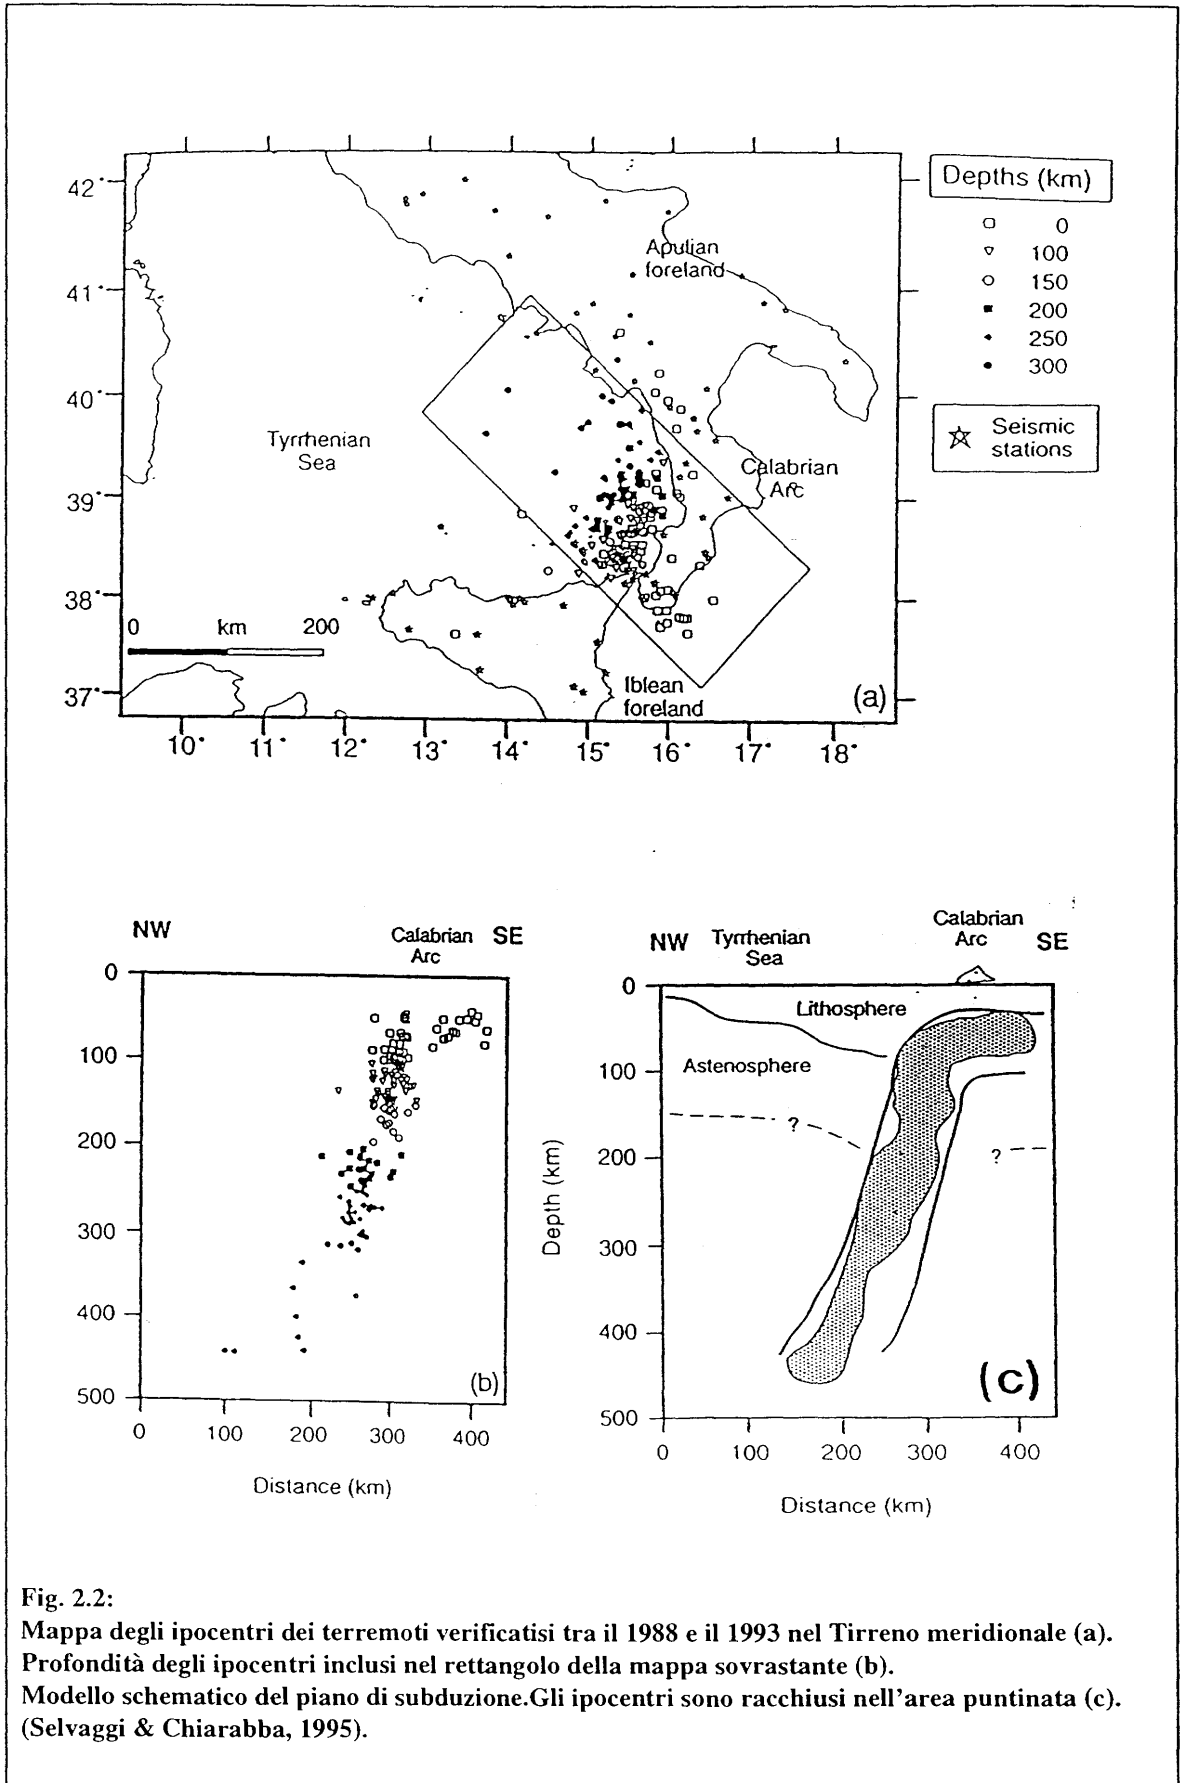 Depths (km)
0
100
150
200
250
300
Seismic
stations
42°
41°
40°
39°
38°
37°
Apulian
foreland
Tyrrhenian
Sea
Calabrian
Arc
0 km 200
Iblean
foreland
(a)
10° 11° 12° 13° 14° 15° 16° 17° 18°
NW Calabrian SE
Arc
0
100
200
300
400
500
(b)
0 100 200 300 400
Distance (km)
Calabrian
Arc
NW Tyrrhenian SE
Sea
Lithosphere
Astenosphere
?
?
Depth (km)
0
100
200
300
400
500
(c)
0 100 200 300 400
Distance (km)
Fig. 2.2:
Mappa degli ipocentri dei terremoti verificatisi tra il 1988 e il 1993 nel Tirreno meridionale (a).
Profondità degli ipocentri inclusi nel rettangolo della mappa sovrastante (b).
Modello schematico del piano di subduzione.Gli ipocentri sono racchiusi nell'area puntinata (c).
(Selvaggi & Chiarabba, 1995).